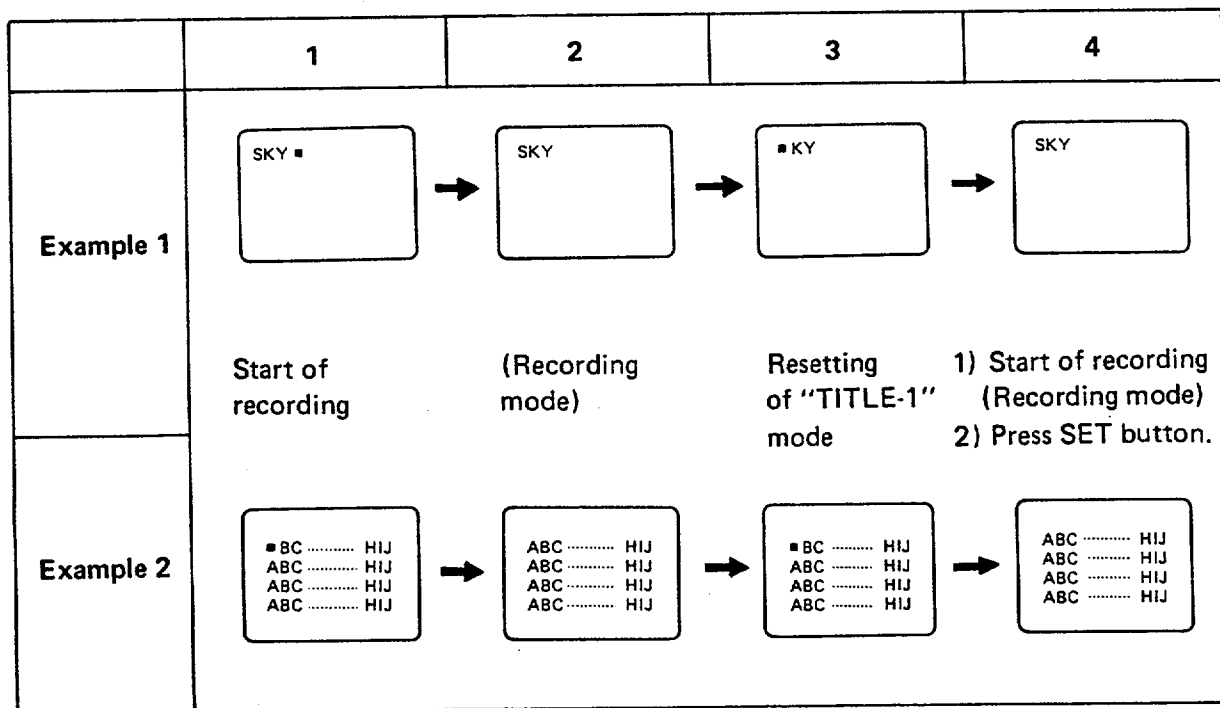 1 2 3 4
Example 1
SKY ■
SKY
■ KY
SKY
Start of
recording
(Recording
mode)
Resetting
of "TITLE-1"
mode
1) Start of recording
(Recording mode)
2) Press SET button.
Example 2
■ BC .......... HIJ
ABC .......... HIJ
ABC .......... HIJ
ABC .......... HIJ
ABC .......... HIJ
ABC .......... HIJ
ABC .......... HIJ
ABC .......... HIJ
■ BC .......... HIJ
ABC .......... HIJ
ABC .......... HIJ
ABC .......... HIJ
ABC .......... HIJ
ABC .......... HIJ
ABC .......... HIJ
ABC .......... HIJ